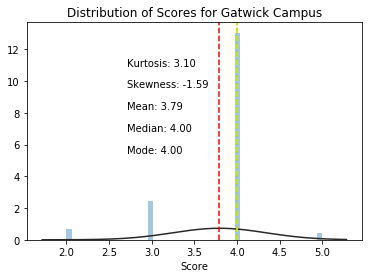 Distribution of Scores for Gatwick Campus
12
10
8
6
4
2
0
Kurtosis: 3.10
Skewness: -1.59
Mean: 3.79
Median: 4.00
Mode: 4.00
2.0 2.5 3.0 3.5 4.0 4.5 5.0
Score